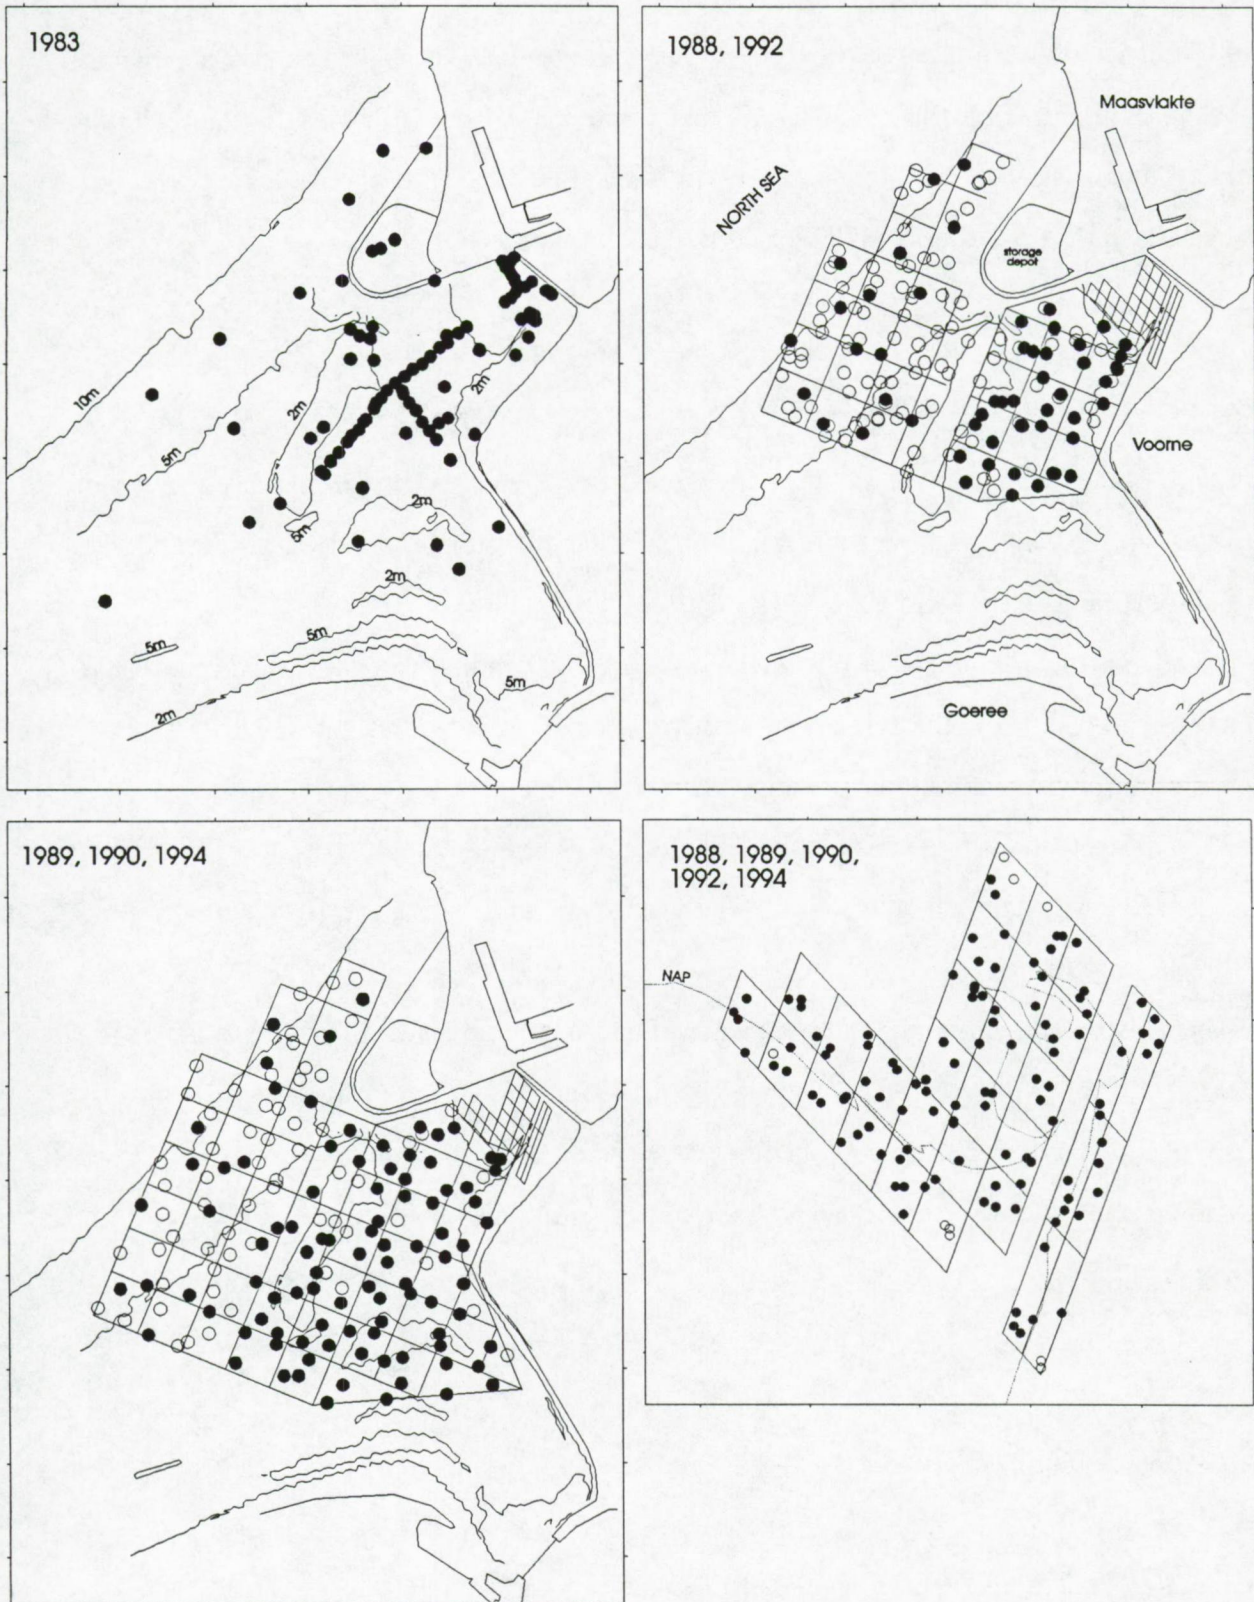 1983
10m
5m
2m
2m
5m
2m
2m
5m
5m
5m
2m
1988, 1992
Maasvlakte
NORTH SEA
storage
depot
Voorne
Goeree
1989, 1990, 1994
1988, 1989, 1990,
1992, 1994
NAP